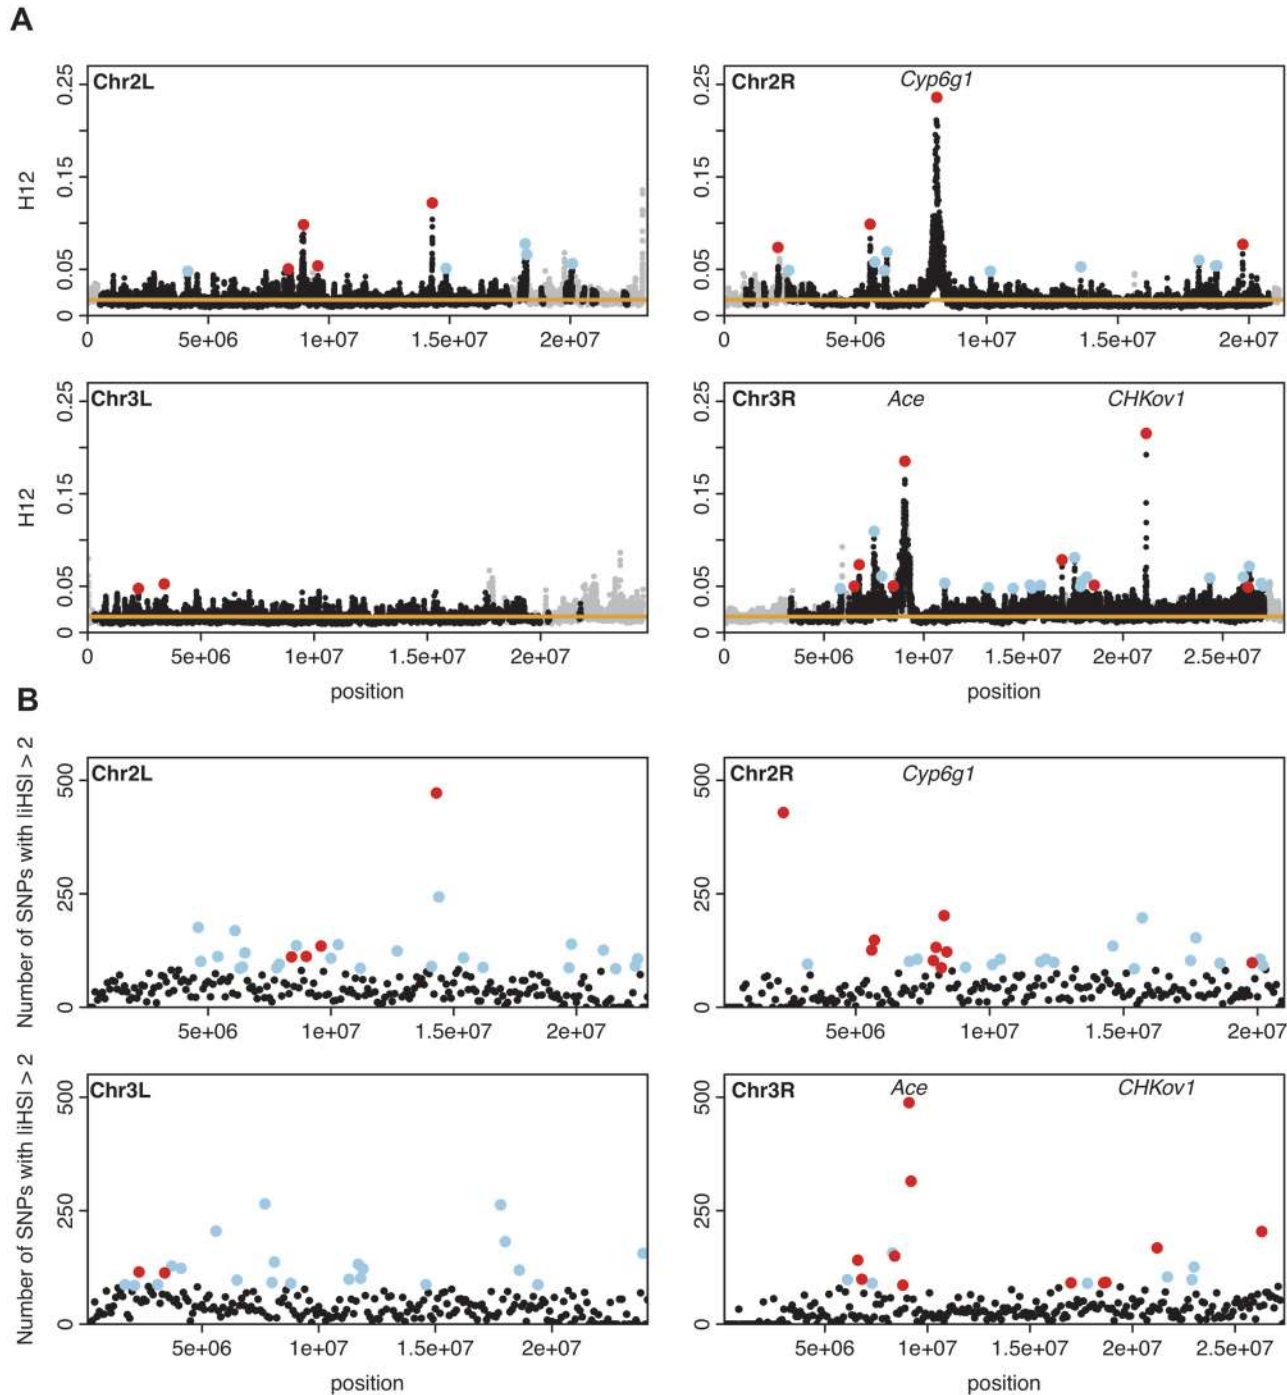 A
Chr2L
Chr2R
Cyp6g1
H12
0 0.05 0.15 0.25
0 0.05 0.15 0.25
0 5e+06 1e+07 1.5e+07 2e+07
0 5e+06 1e+07 1.5e+07 2e+07
Chr3L
Chr3R
Ace
CHKov1
H12
0 0.05 0.15 0.25
0 0.05 0.15 0.25
0 5e+06 1e+07 1.5e+07 2e+07
0 5e+06 1e+07 1.5e+07 2e+07 2.5e+07
position
position
B
Chr2L
Chr2R
Cyp6g1
Number of SNPs with liHSl > 2
0 250 500
0 250 500
5e+06 1e+07 1.5e+07 2e+07
5e+06 1e+07 1.5e+07 2e+07
Chr3L
Chr3R
Ace
CHKov1
Number of SNPs with liHSl > 2
0 250 500
0 250 500
5e+06 1e+07 1.5e+07 2e+07
5e+06 1e+07 1.5e+07 2e+07 2.5e+07
position
position